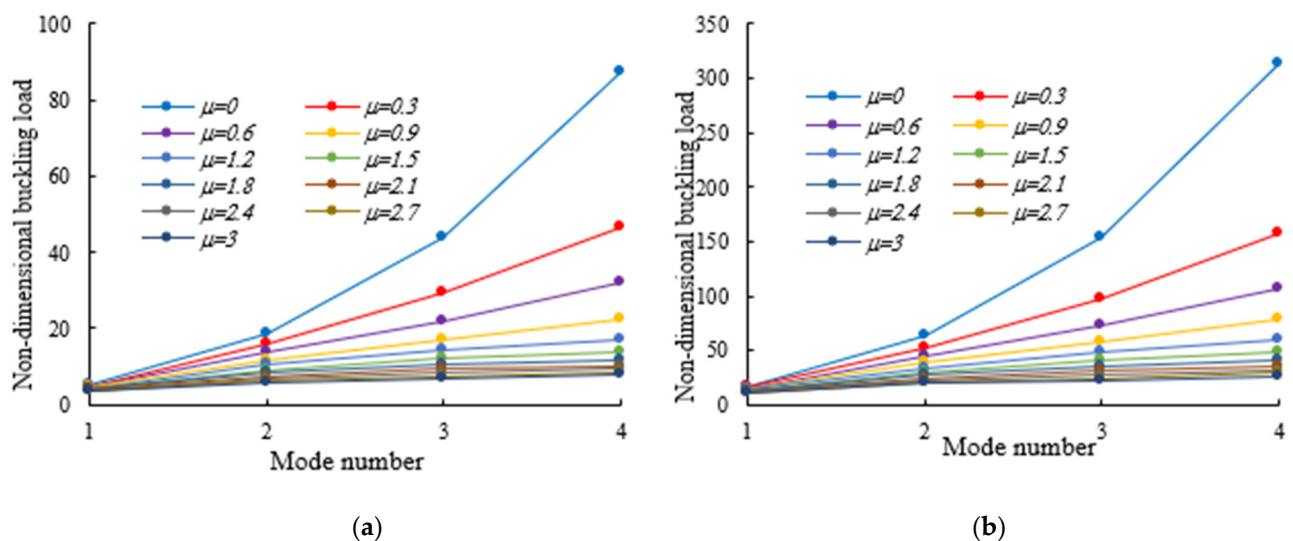 Non-dimensional buckling load
100
80
60
40
20
0
μ=0 μ=0.3
μ=0.6 μ=0.9
μ=1.2 μ=1.5
μ=1.8 μ=2.1
μ=2.4 μ=2.7
μ=3
1 2 3 4
Mode number
(a)
Non-dimensional buckling load
350
300
250
200
150
100
50
0
μ=0 μ=0.3
μ=0.6 μ=0.9
μ=1.2 μ=1.5
μ=1.8 μ=2.1
μ=2.4 μ=2.7
μ=3
1 2 3 4
Mode number
(b)